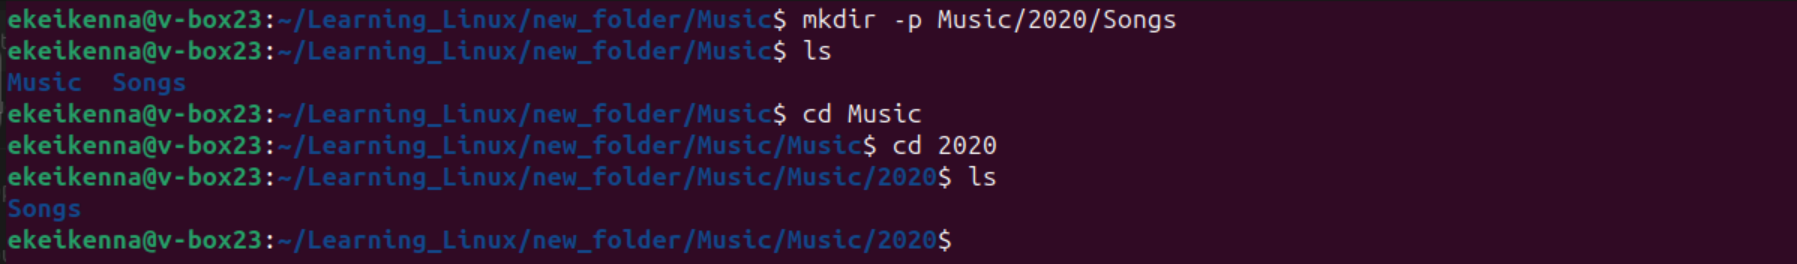 ekeikenna@v-box23:~/Learning_Linux/new_folder/Music$ mkdir -p Music/2020/Songs
ekeikenna@v-box23:~/Learning_Linux/new_folder/Music$ ls
Music  Songs
ekeikenna@v-box23:~/Learning_Linux/new_folder/Music$ cd Music
ekeikenna@v-box23:~/Learning_Linux/new_folder/Music/Music$ cd 2020
ekeikenna@v-box23:~/Learning_Linux/new_folder/Music/Music/2020$ ls
Songs
ekeikenna@v-box23:~/Learning_Linux/new_folder/Music/Music/2020$